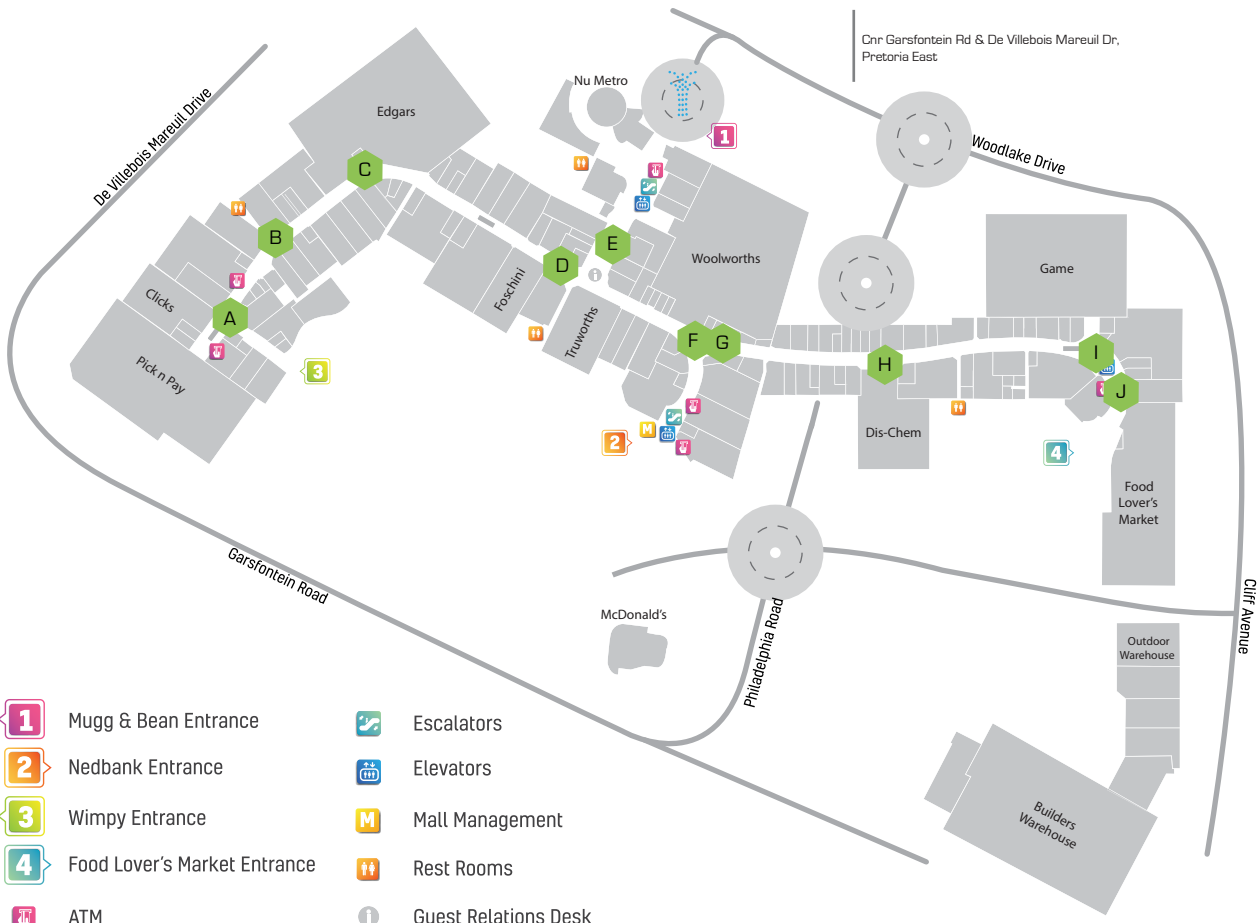 Cnr Garsfontein Rd & De Villebois Mareuil Dr,
Pretoria East
Nu Metro
Edgars
1
De Villebois Mareuil Drive
Woodlake Drive
C
B
E
D
Woolworths
Game
Clicks
Foschini
A
Truworths
F
G
H
I
J
Pick n Pay
3
M
2
Dis-Chem
4
Food
Lover's
Market
Garsfontein Road
McDonald's
Philadelphia Road
Cliff Avenue
Outdoor
Warehouse
Builders
Warehouse
1 Mugg & Bean Entrance
2 Nedbank Entrance
3 Wimpy Entrance
4 Food Lover's Market Entrance
ATM
Escalators
Elevators
M Mall Management
Rest Rooms
i Guest Relations Desk